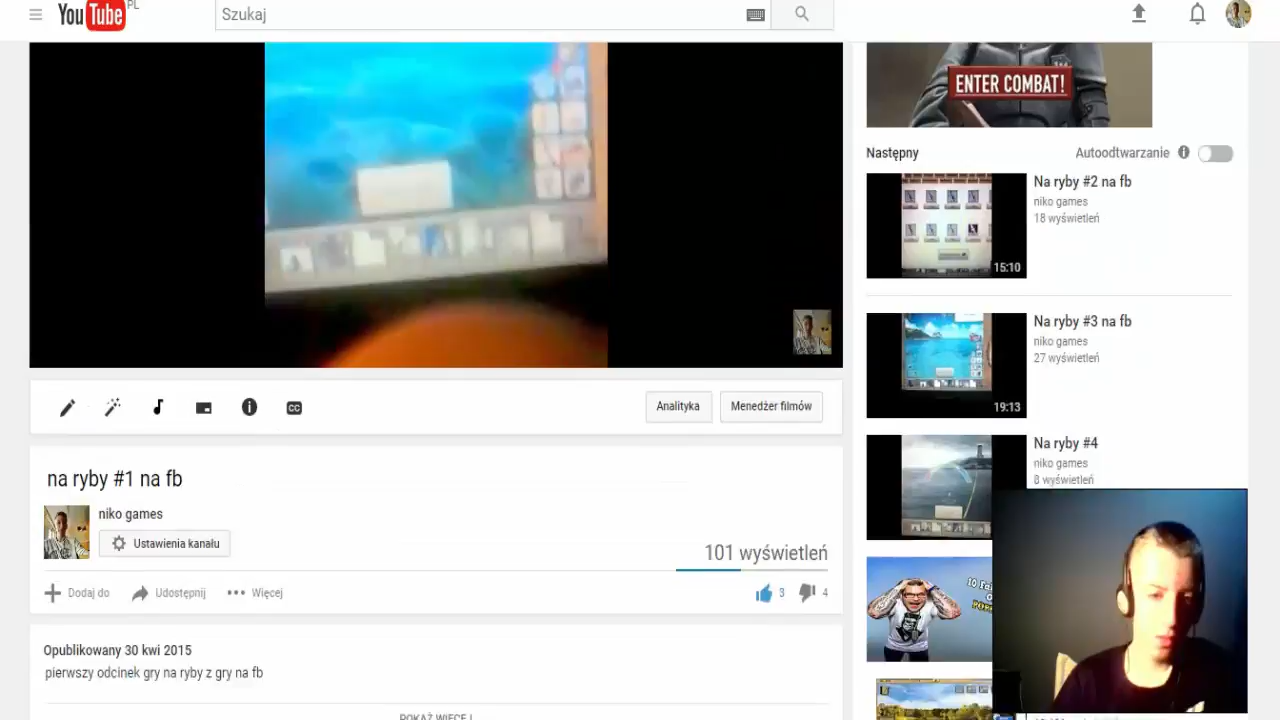 YouTube PL
Szukaj
ENTER COMBAT!
Następny
Autoodtwarzanie
Na ryby #2 na fb
niko games
18 wyświetleń
15:10
Na ryby #3 na fb
niko games
27 wyświetleń
19:13
Na ryby #4
niko games
8 wyświetleń
CC
Analityka
Menedżer filmów
na ryby #1 na fb
niko games
Ustawienia kanału
101 wyświetleń
Dodaj do
Udostępnij
Więcej
3
4
Opublikowany 30 kwi 2015
pierwszy odcinek gry na ryby z gry na fb
POKAŻ WIĘCEJ